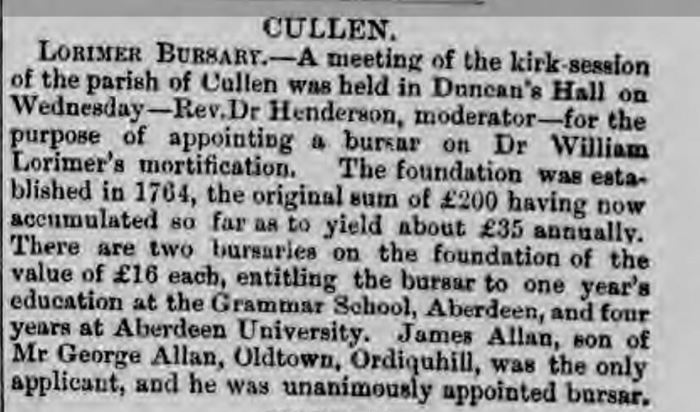 CULLEN.
LORIMER BURSARY.—A meeting of the kirk-session
of the parish of Cullen was held in Duncan's Hall on
Wednesday—Rev. Dr Henderson, moderator—for the
purpose of appointing a bursar on Dr William
Lorimer's mortification. The foundation was esta-
blished in 1764, the original sum of £200 having now
accumulated so far as to yield about £35 annually.
There are two bursaries on the foundation of the
value of £16 each, entitling the bursar to one year's
education at the Grammar School, Aberdeen, and four
years at Aberdeen University. James Allan, son of
Mr George Allan, Oldtown, Ordiquhill, was the only
applicant, and he was unanimously appointed bursar.